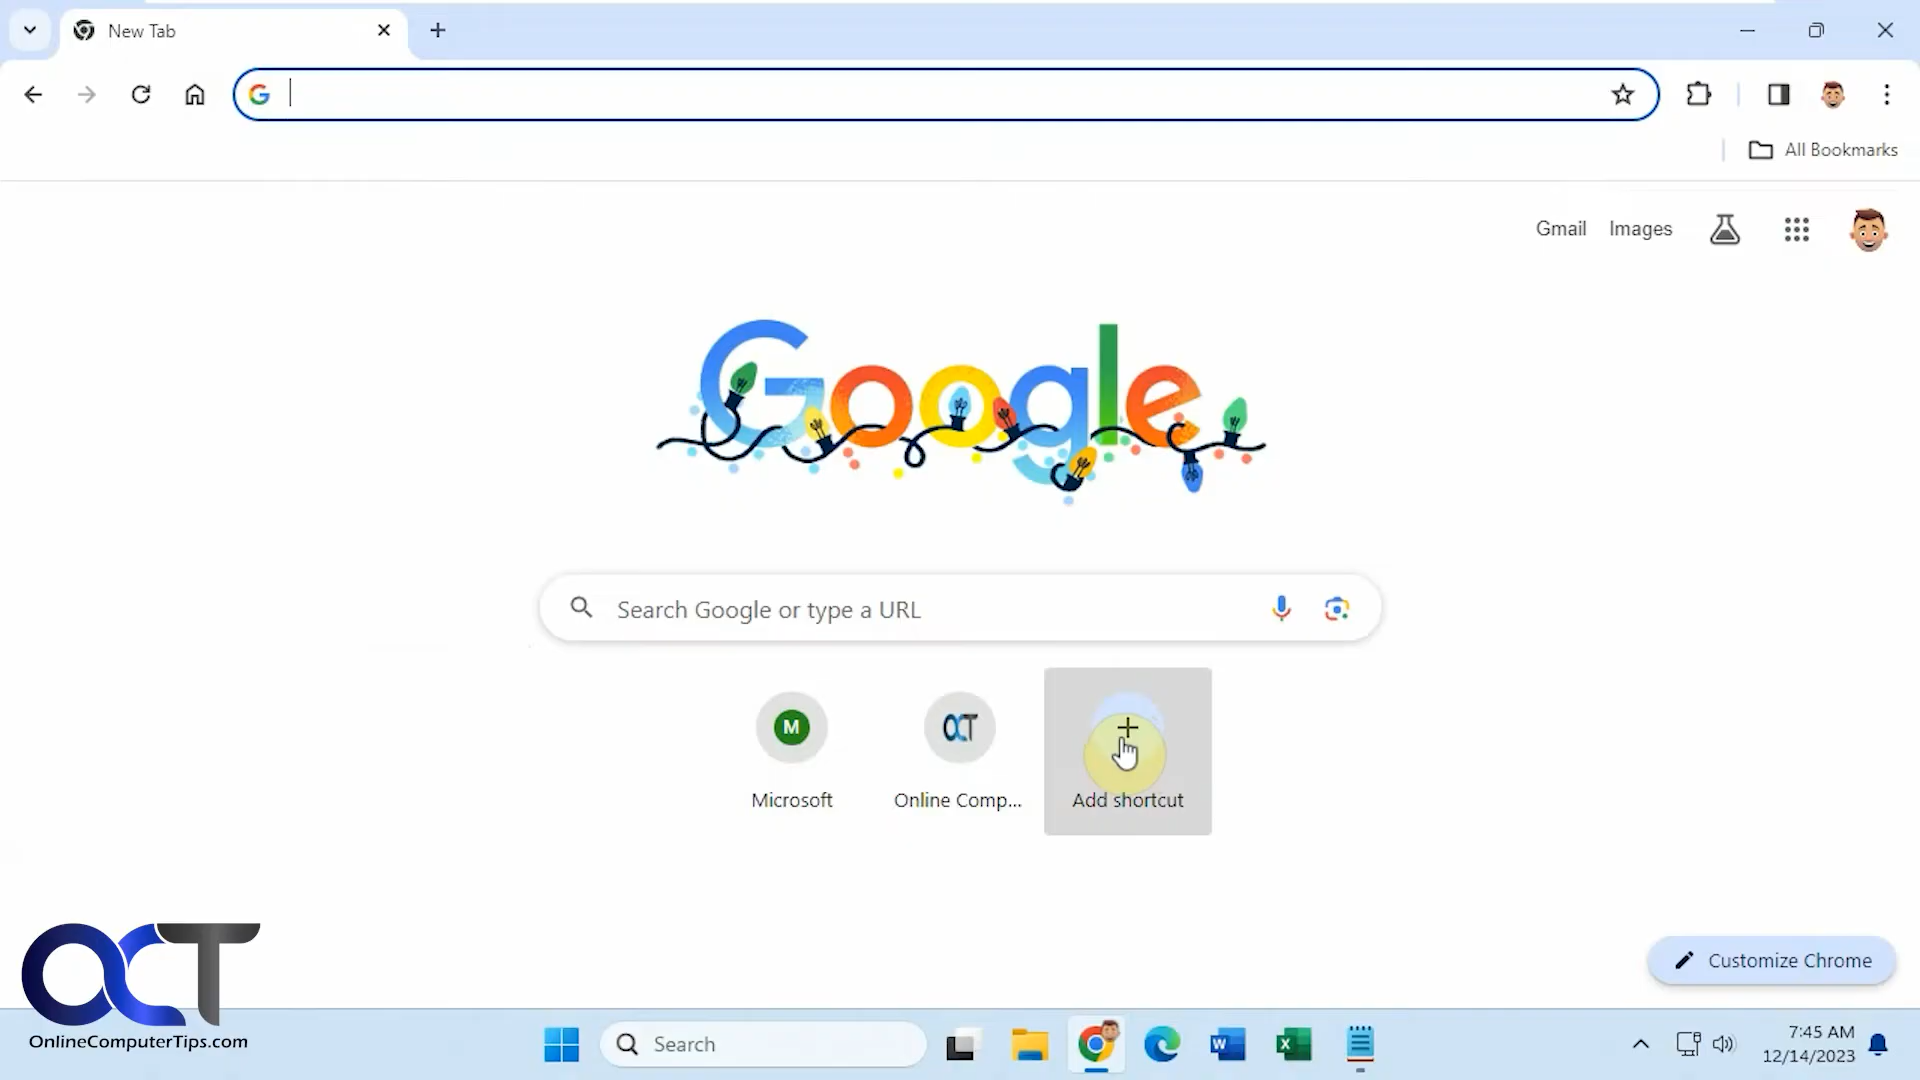 New Tab
All Bookmarks
Gmail Images
Google
Search Google or type a URL
M
OCT
Microsoft
Online Comp...
Add shortcut
OCT
OnlineComputerTips.com
Customize Chrome
Search
W
X
7:45 AM
12/14/2023